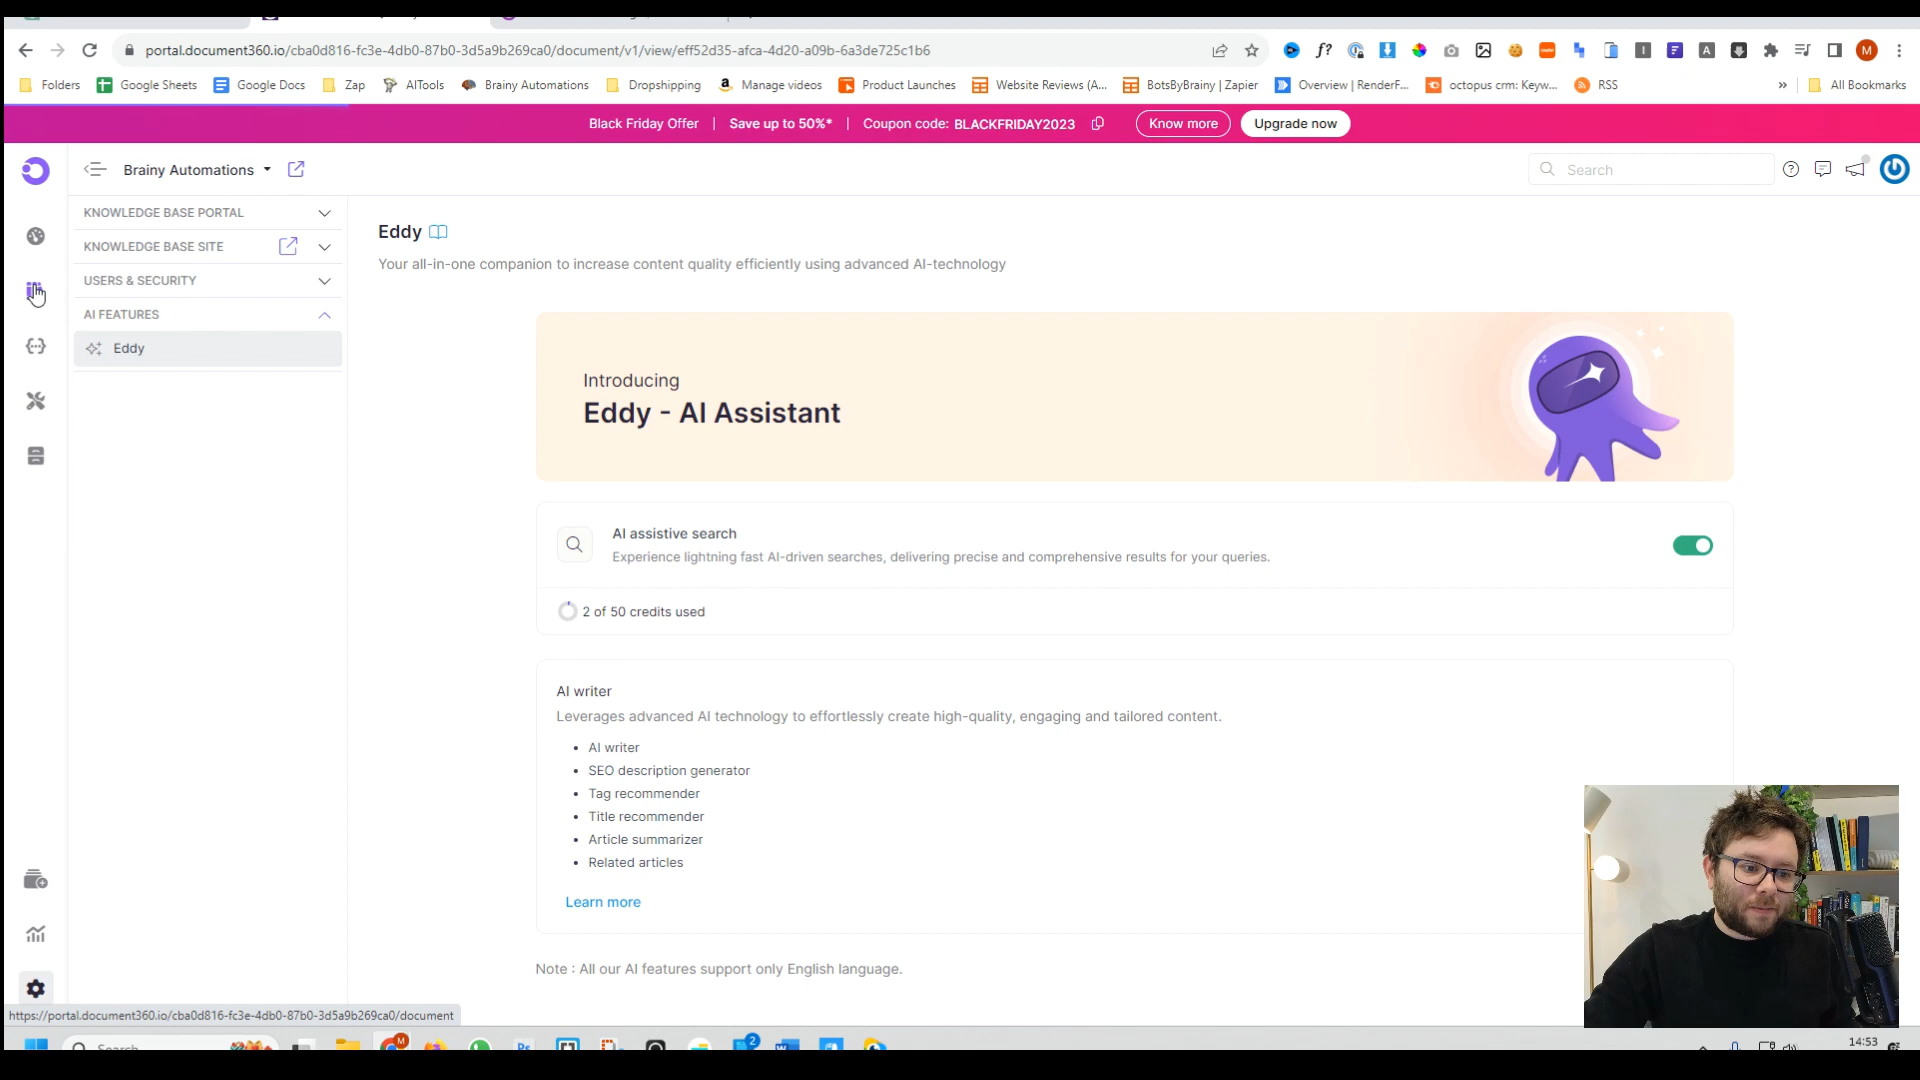 portal.document360.io/cba0d816-fc3e-4db0-87b0-3d5a9b269ca0/document/v1/view/eff52d35-afca-4d20-a09b-6a3de725c1b6
Folders Google Sheets Google Docs Zap AITools Brainy Automations Dropshipping Manage videos Product Launches Website Reviews (A... BotsByBrainy | Zapier Overview | RenderF... octopus crm: Keyw... RSS » All Bookmarks
Black Friday Offer | Save up to 50%* | Coupon code: BLACKFRIDAY2023 Know more Upgrade now
Brainy Automations Search
KNOWLEDGE BASE PORTAL
KNOWLEDGE BASE SITE
USERS & SECURITY
AI FEATURES
Eddy
Eddy
Your all-in-one companion to increase content quality efficiently using advanced AI-technology
Introducing
Eddy - AI Assistant
AI assistive search
Experience lightning fast AI-driven searches, delivering precise and comprehensive results for your queries.
2 of 50 credits used
AI writer
Leverages advanced AI technology to effortlessly create high-quality, engaging and tailored content.
• AI writer
• SEO description generator
• Tag recommender
• Title recommender
• Article summarizer
• Related articles
Learn more
Note : All our AI features support only English language.
https://portal.document360.io/cba0d816-fc3e-4db0-87b0-3d5a9b269ca0/document
Search
14:53